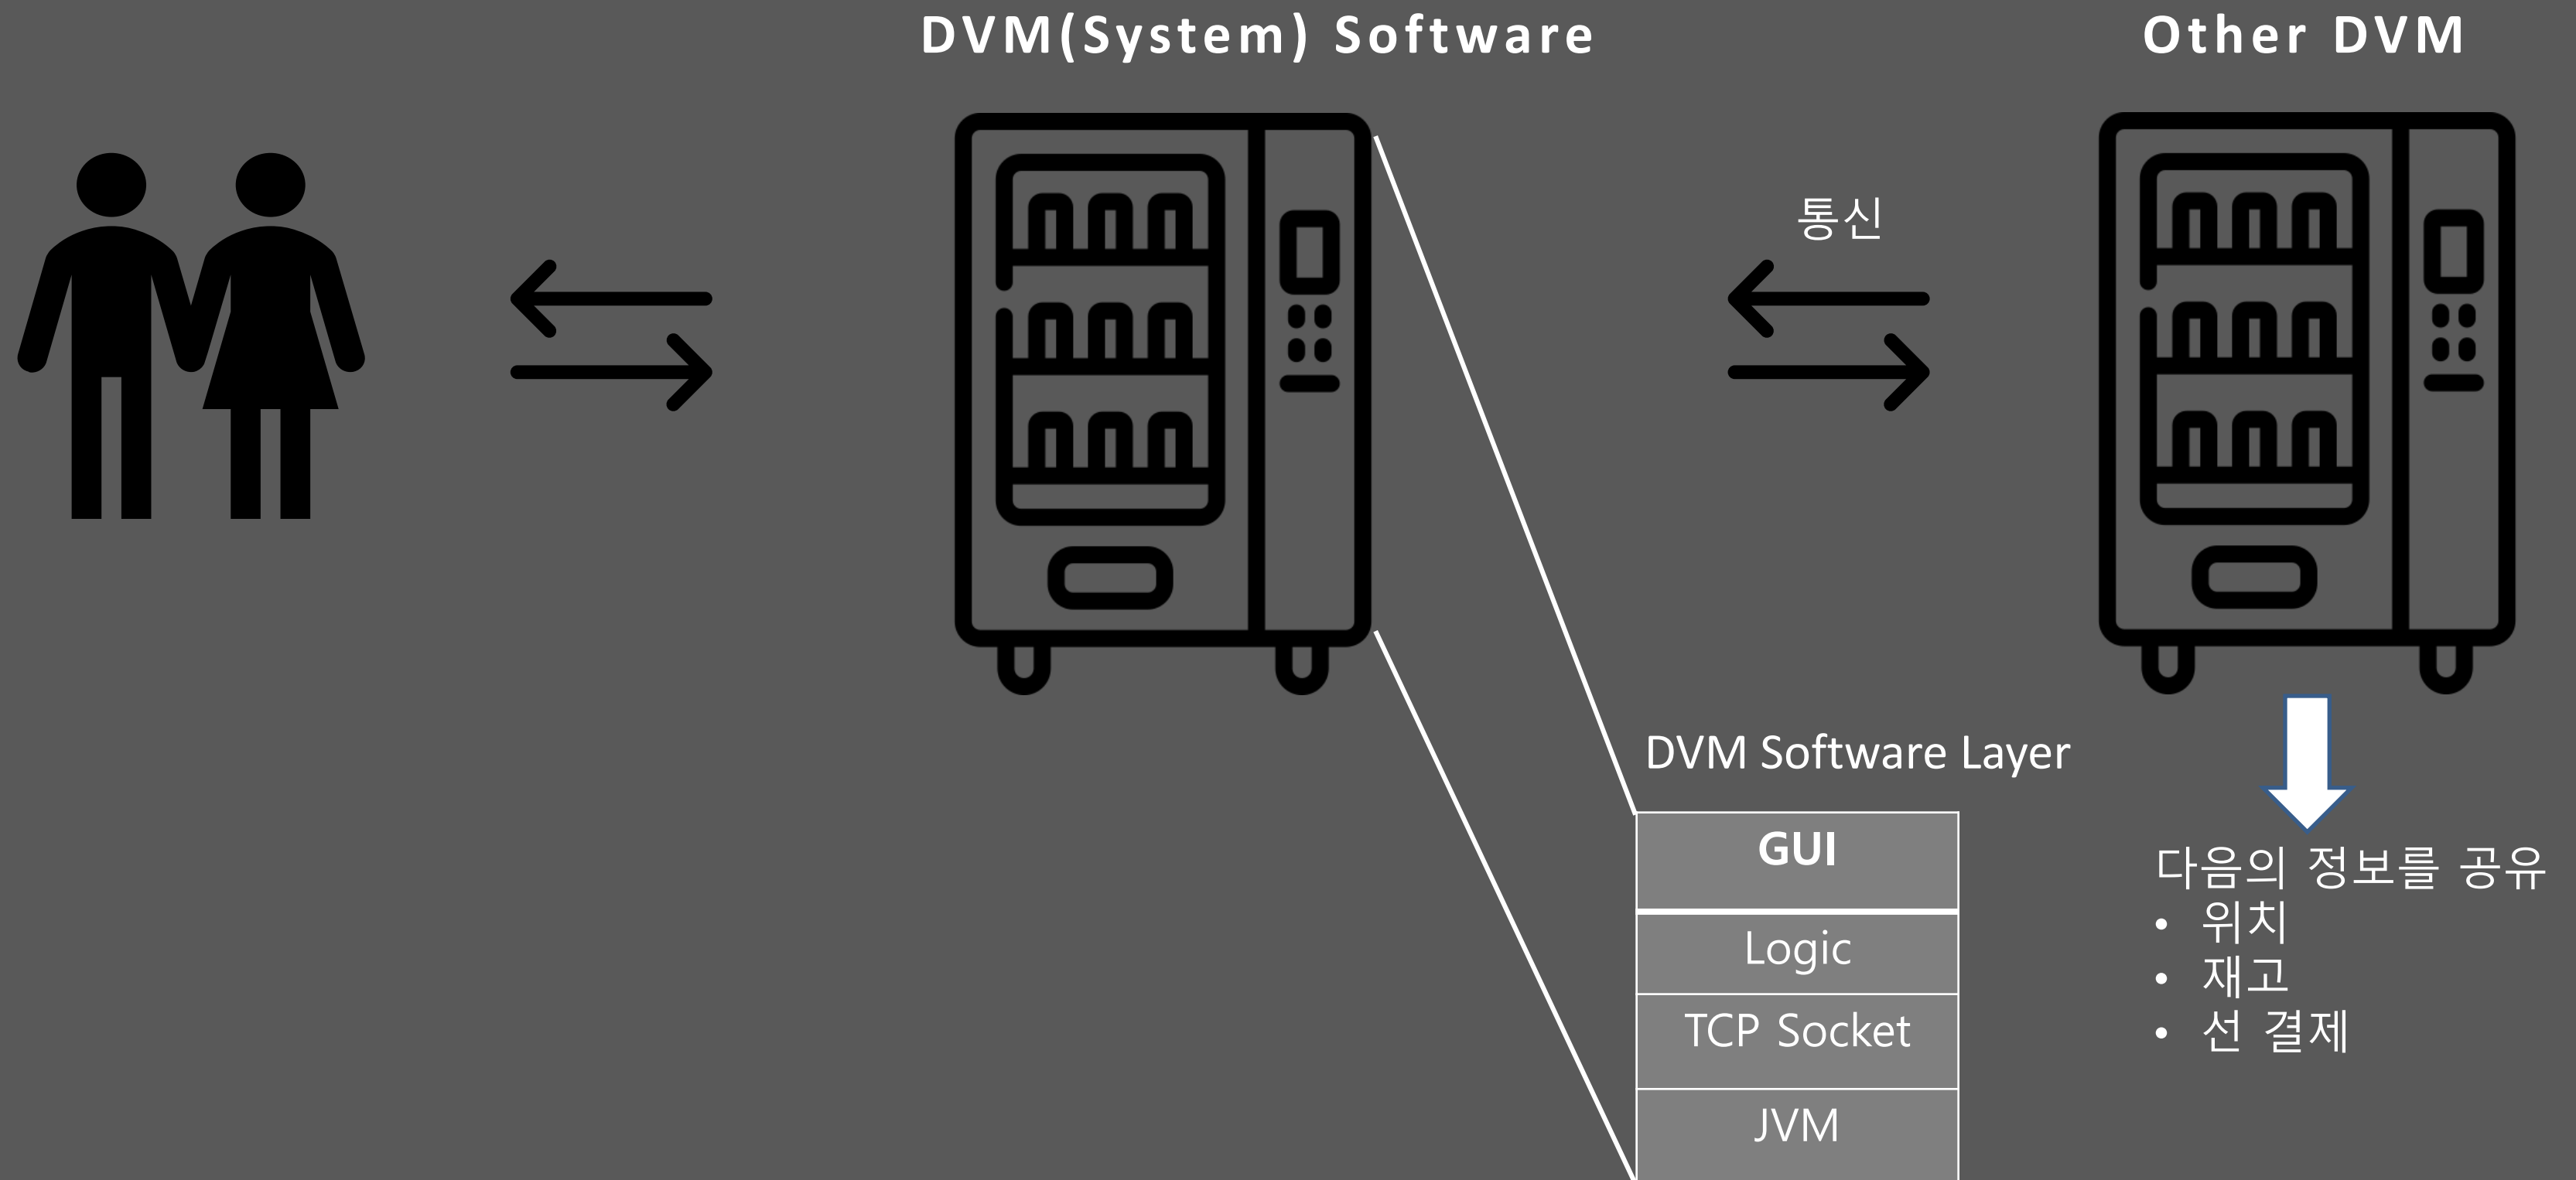 DVM(System) Software
Other DVM
통신
DVM Software Layer
GUI
Logic
TCP Socket
JVM
다음의 정보를 공유
• 위치
• 재고
• 선 결제